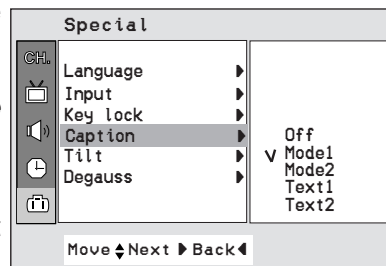 Special
CH.
Language
Input
Key lock
Caption
Tilt
Degauss
Off
Mode1
Mode2
Text1
Text2
Move Next Back